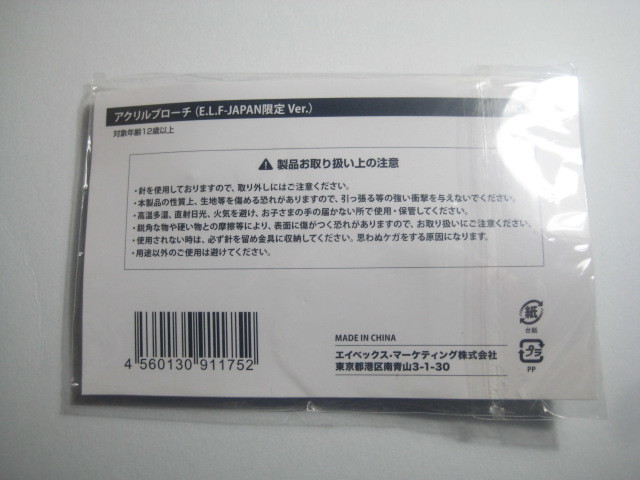 アクリルブローチ (E.L.F-JAPAN限定 Ver.)
対象年齢12歳以上
製品お取り扱い上の注意
・針を使用しておりますので、取り外しにはご注意ください。
・本製品の性質上、生地等を傷める恐れがありますので、引っ張る等の強い衝撃を与えないでください。
・高温多湿、直射日光、火気を避け、お子さまの手の届かない所で使用・保管してください。
・鋭角な物や硬い物との摩擦等により、表面に傷がつく恐れがありますので、お取り扱いにご注意ください。
・使用されない時は、必ず針を留め金具に収納してください。思わぬケガをする原因になります。
・用途以外のご使用は避けてください。
4 560130 911752
MADE IN CHINA
エイベックス・マーケティング株式会社
東京都港区南青山3-1-30
紙
台紙
プラ
PP